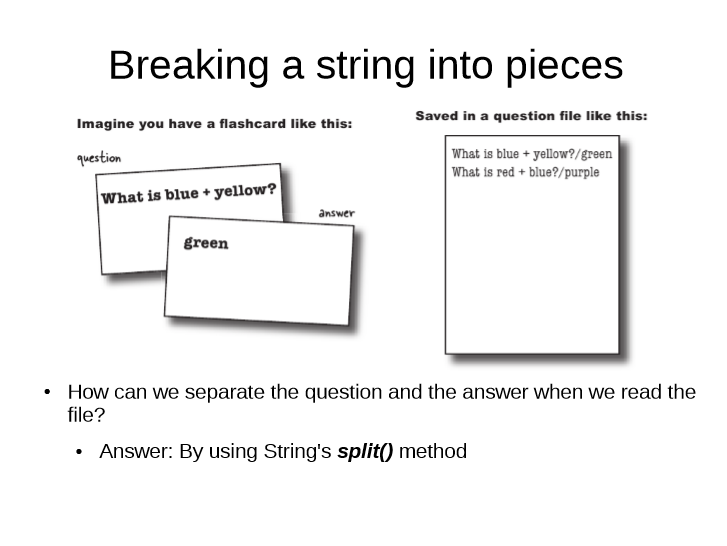 Breaking a string into pieces
Imagine you have a flashcard like this:
question
What is blue + yellow?
answer
green
Saved in a question file like this:
What is blue + yellow?/green
What is red + blue?/purple
• How can we separate the question and the answer when we read the
file?
• Answer: By using String's split() method